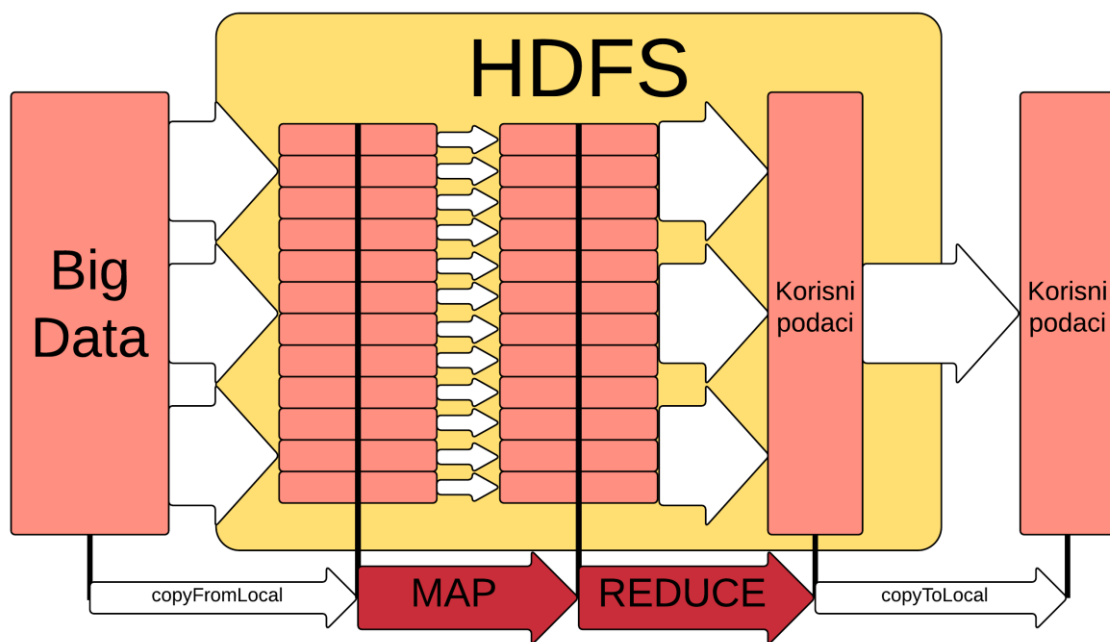 HDFS
Big
Data
Korisni
podaci
Korisni
podaci
copyFromLocal
MAP
REDUCE
copyToLocal